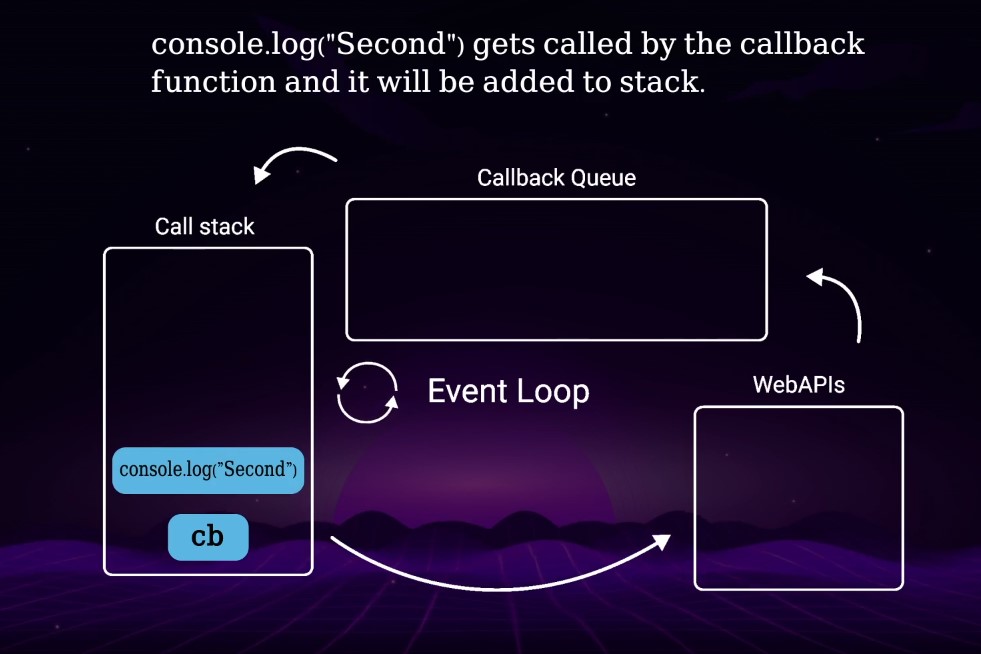 console.log("Second") gets called by the callback
function and it will be added to stack.
Callback Queue
Call stack
Event Loop
WebAPIs
console.log("Second")
cb